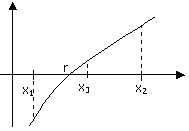 r
x₁ x₃ x₂